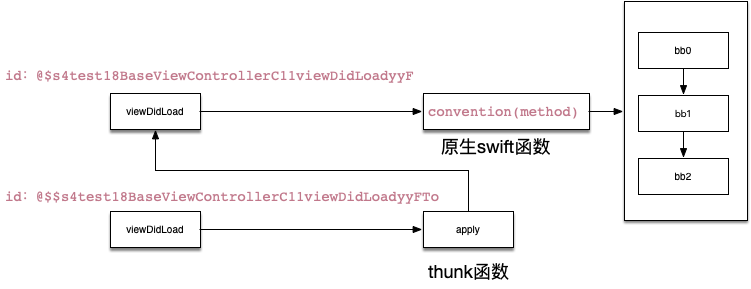 bb0
id: @$s4test18BaseViewControllerC11viewDidLoadyyF
viewDidLoad
convention(method)
bb1
原生swift函数
bb2
id: @$$s4test18BaseViewControllerC11viewDidLoadyyFTo
viewDidLoad
apply
thunk函数